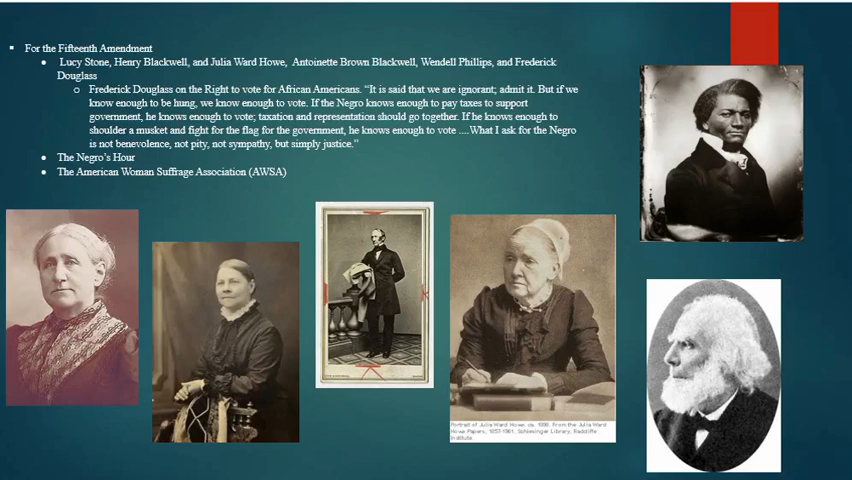 For the Fifteenth Amendment
Lucy Stone, Henry Blackwell, and Julia Ward Howe, Antoinette Brown Blackwell, Wendell Phillips, and Frederick
Douglass
Frederick Douglass on the Right to vote for African Americans. “It is said that we are ignorant; admit it. But if we
know enough to be hung, we know enough to vote. If the Negro knows enough to pay taxes to support
government, he knows enough to vote; taxation and representation should go together. If he knows enough to
shoulder a musket and fight for the flag for the government, he knows enough to vote ....What I ask for the Negro
is not benevolence, not pity, not sympathy, but simply justice.”
The Negro’s Hour
The American Woman Suffrage Association (AWSA)
Portrait of Julia Ward Howe, ca. 1898. From the Julia Ward
Howe Papers, 1857-1961. Schlesinger Library, Radcliffe
Institute.